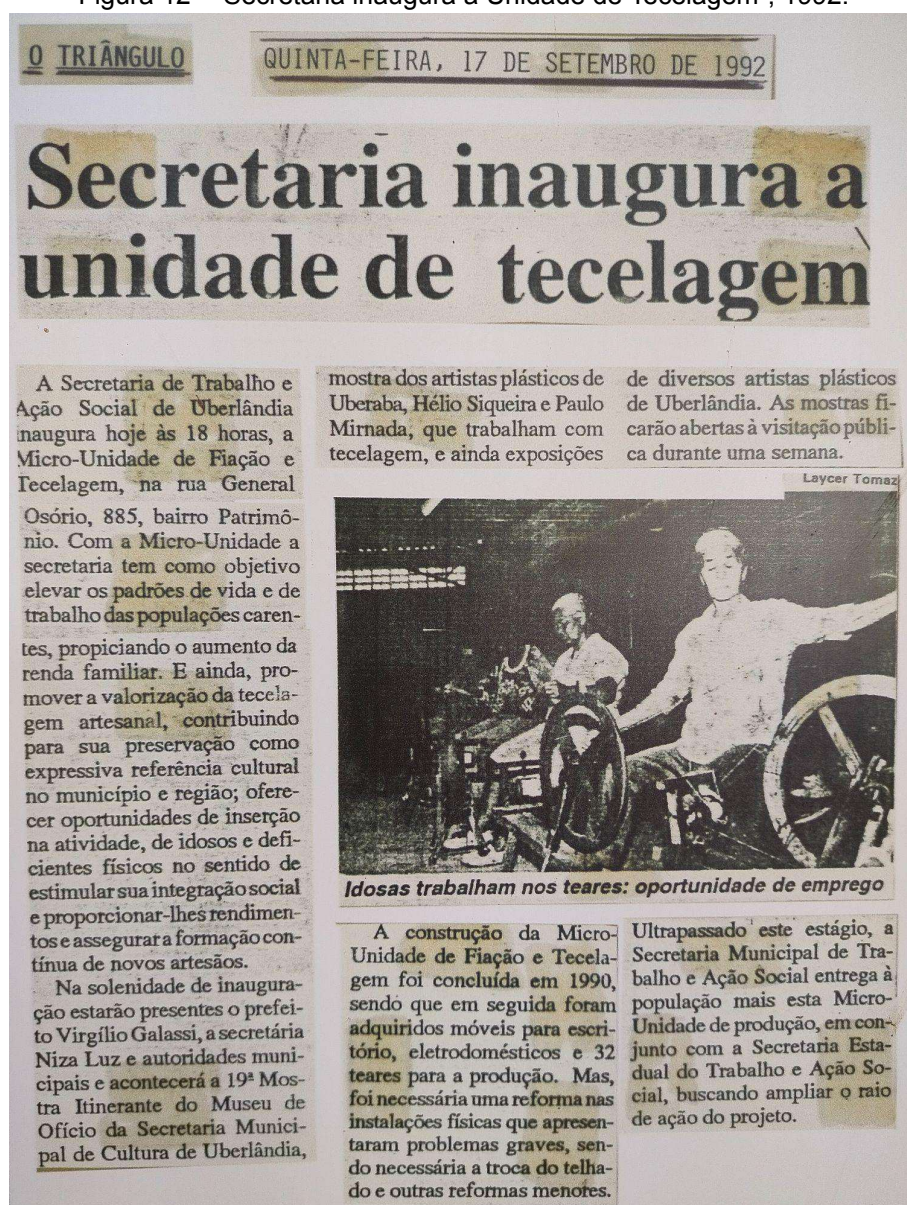 Figura 12 – "Secretaria inaugura a Unidade de Tecelagem", 1992.
O TRIÂNGULO
QUINTA-FEIRA, 17 DE SETEMBRO DE 1992
Secretaria inaugura a
unidade de tecelagem
A Secretaria de Trabalho e
Ação Social de Uberlândia
inaugura hoje às 18 horas, a
Micro-Unidade de Fiação e
Tecelagem, na rua General
Osório, 885, bairro Patrimô-
nio. Com a Micro-Unidade a
secretaria tem como objetivo
elevar os padrões de vida e de
trabalho das populações caren-
tes, propiciando o aumento da
renda familiar. E ainda, pro-
mover a valorização da tecela-
gem artesanal, contribuindo
para sua preservação como
expressiva referência cultural
no município e região; ofere-
cer oportunidades de inserção
na atividade, de idosos e defi-
cientes físicos no sentido de
estimular sua integração social
e proporcionar-lhes rendimen-
tos e assegurar a formação con-
tínua de novos artesãos.
Na solenidade de inaugura-
ção estarão presentes o prefei-
to Virgílio Galassi, a secretária
Niza Luz e autoridades muni-
cipais e acontecerá a 19ª Mos-
tra Itinerante do Museu de
Ofício da Secretaria Munici-
pal de Cultura de Uberlândia,
mostra dos artistas plásticos de
Uberaba, Hélio Siqueira e Paulo
Mirnada, que trabalham com
tecelagem, e ainda exposições
de diversos artistas plásticos
de Uberlândia. As mostras fi-
carão abertas à visitação públi-
ca durante uma semana.
Laycer Tomaz
Idosas trabalham nos teares: oportunidade de emprego
A construção da Micro-
Unidade de Fiação e Tecela-
gem foi concluída em 1990,
sendo que em seguida foram
adquiridos móveis para escri-
tório, eletrodomésticos e 32
teares para a produção. Mas,
foi necessária uma reforma nas
instalações físicas que apresen-
taram problemas graves, sen-
do necessária a troca do telha-
do e outras reformas menores.
Ultrapassado este estágio, a
Secretaria Municipal de Tra-
balho e Ação Social entrega à
população mais esta Micro-
Unidade de produção, em con-
junto com a Secretaria Esta-
dual do Trabalho e Ação So-
cial, buscando ampliar o raio
de ação do projeto.